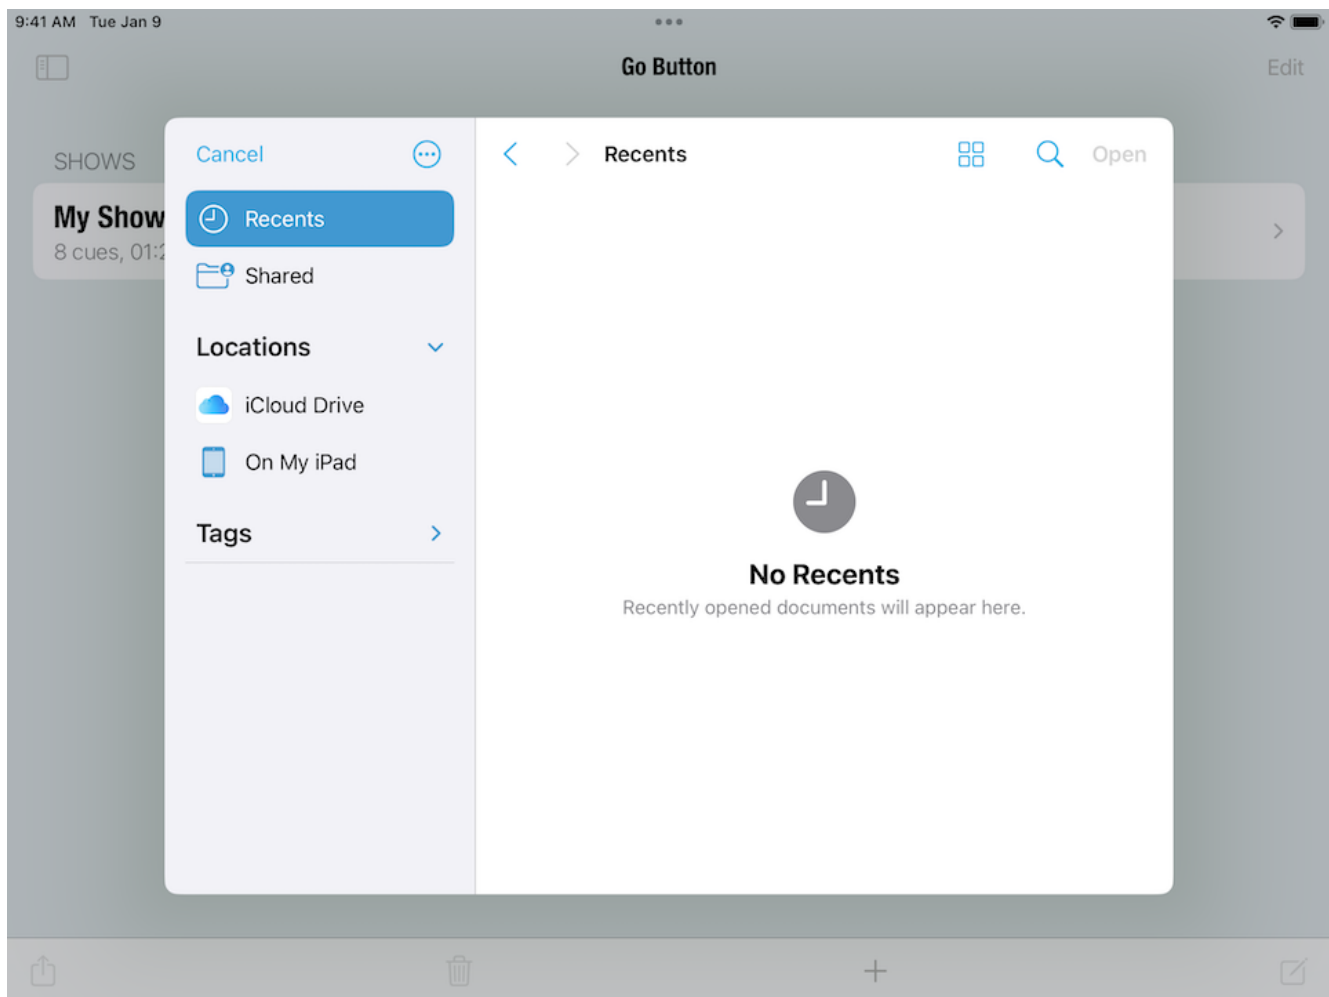 9:41 AM Tue Jan 9
Go Button
Edit
SHOWS
My Show
8 cues, 01:2
Cancel
Recents
Shared
Locations
iCloud Drive
On My iPad
Tags
Recents
Open
No Recents
Recently opened documents will appear here.